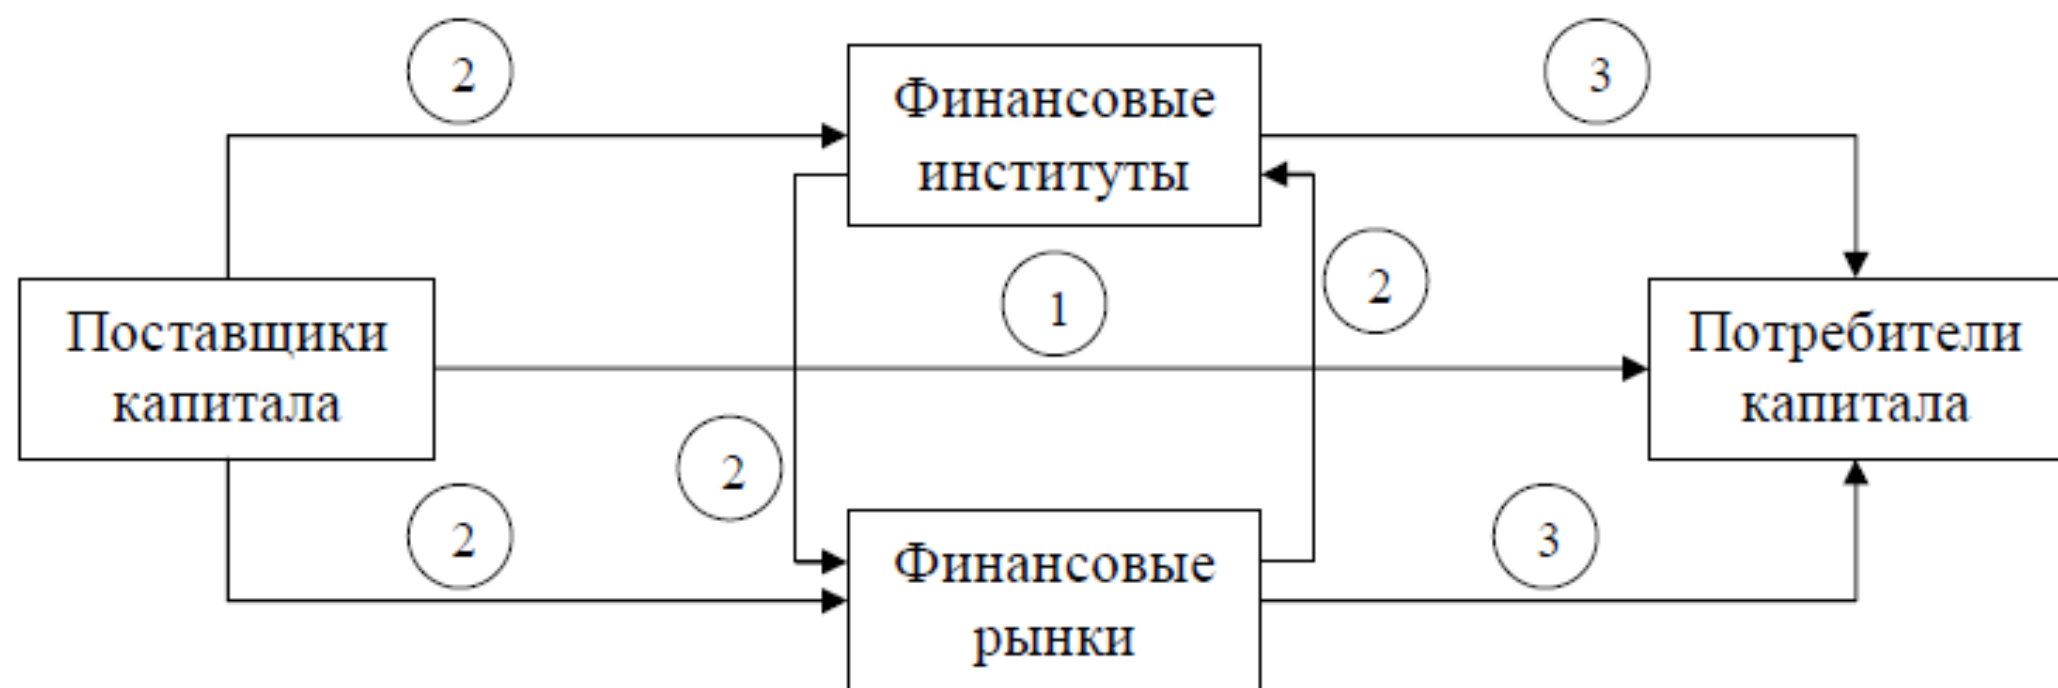 2
Финансовые
институты
3
Поставщики
капитала
1
2
Потребители
капитала
2
2
Финансовые
рынки
3